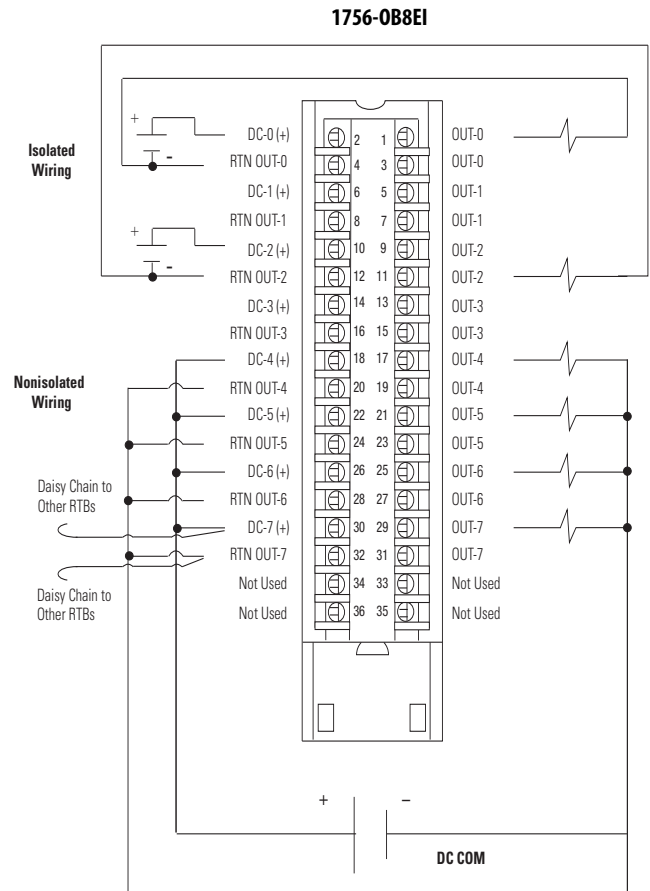 1756-OB8EI
+
Isolated
Wiring
-
DC-0 (+) 2 1 OUT-0
RTN OUT-0 4 3 OUT-0
DC-1 (+) 6 5 OUT-1
RTN OUT-1 8 7 OUT-1
+
DC-2 (+) 10 9 OUT-2
-
RTN OUT-2 12 11 OUT-2
DC-3 (+) 14 13 OUT-3
RTN OUT-3 16 15 OUT-3
DC-4 (+) 18 17 OUT-4
Nonisolated
Wiring
RTN OUT-4 20 19 OUT-4
DC-5 (+) 22 21 OUT-5
RTN OUT-5 24 23 OUT-5
DC-6 (+) 26 25 OUT-6
Daisy Chain to
Other RTBs
RTN OUT-6 28 27 OUT-6
DC-7 (+) 30 29 OUT-7
RTN OUT-7 32 31 OUT-7
Daisy Chain to
Other RTBs
Not Used 34 33 Not Used
Not Used 36 35 Not Used
+ –
DC COM